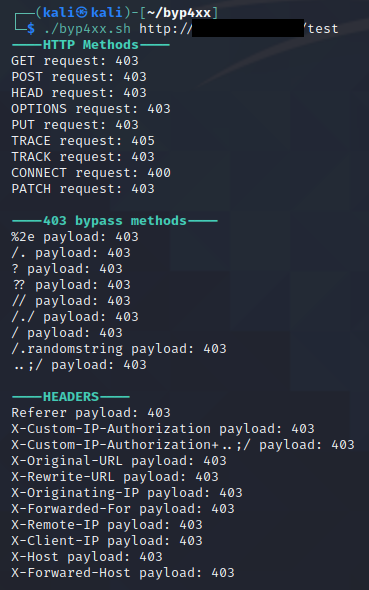 (kali㉿kali)-[~/byp4xx]
$ ./byp4xx.sh http:///test
----HTTP Methods----
GET request: 403
POST request: 403
HEAD request: 403
OPTIONS request: 403
PUT request: 403
TRACE request: 405
TRACK request: 403
CONNECT request: 400
PATCH request: 403
----403 bypass methods----
%2e payload: 403
/. payload: 403
? payload: 403
?? payload: 403
// payload: 403
/./ payload: 403
/ payload: 403
/.randomstring payload: 403
..;/ payload: 403
----HEADERS----
Referer payload: 403
X-Custom-IP-Authorization payload: 403
X-Custom-IP-Authorization+..;/ payload: 403
X-Original-URL payload: 403
X-Rewrite-URL payload: 403
X-Originating-IP payload: 403
X-Forwarded-For payload: 403
X-Remote-IP payload: 403
X-Client-IP payload: 403
X-Host payload: 403
X-Forwared-Host payload: 403